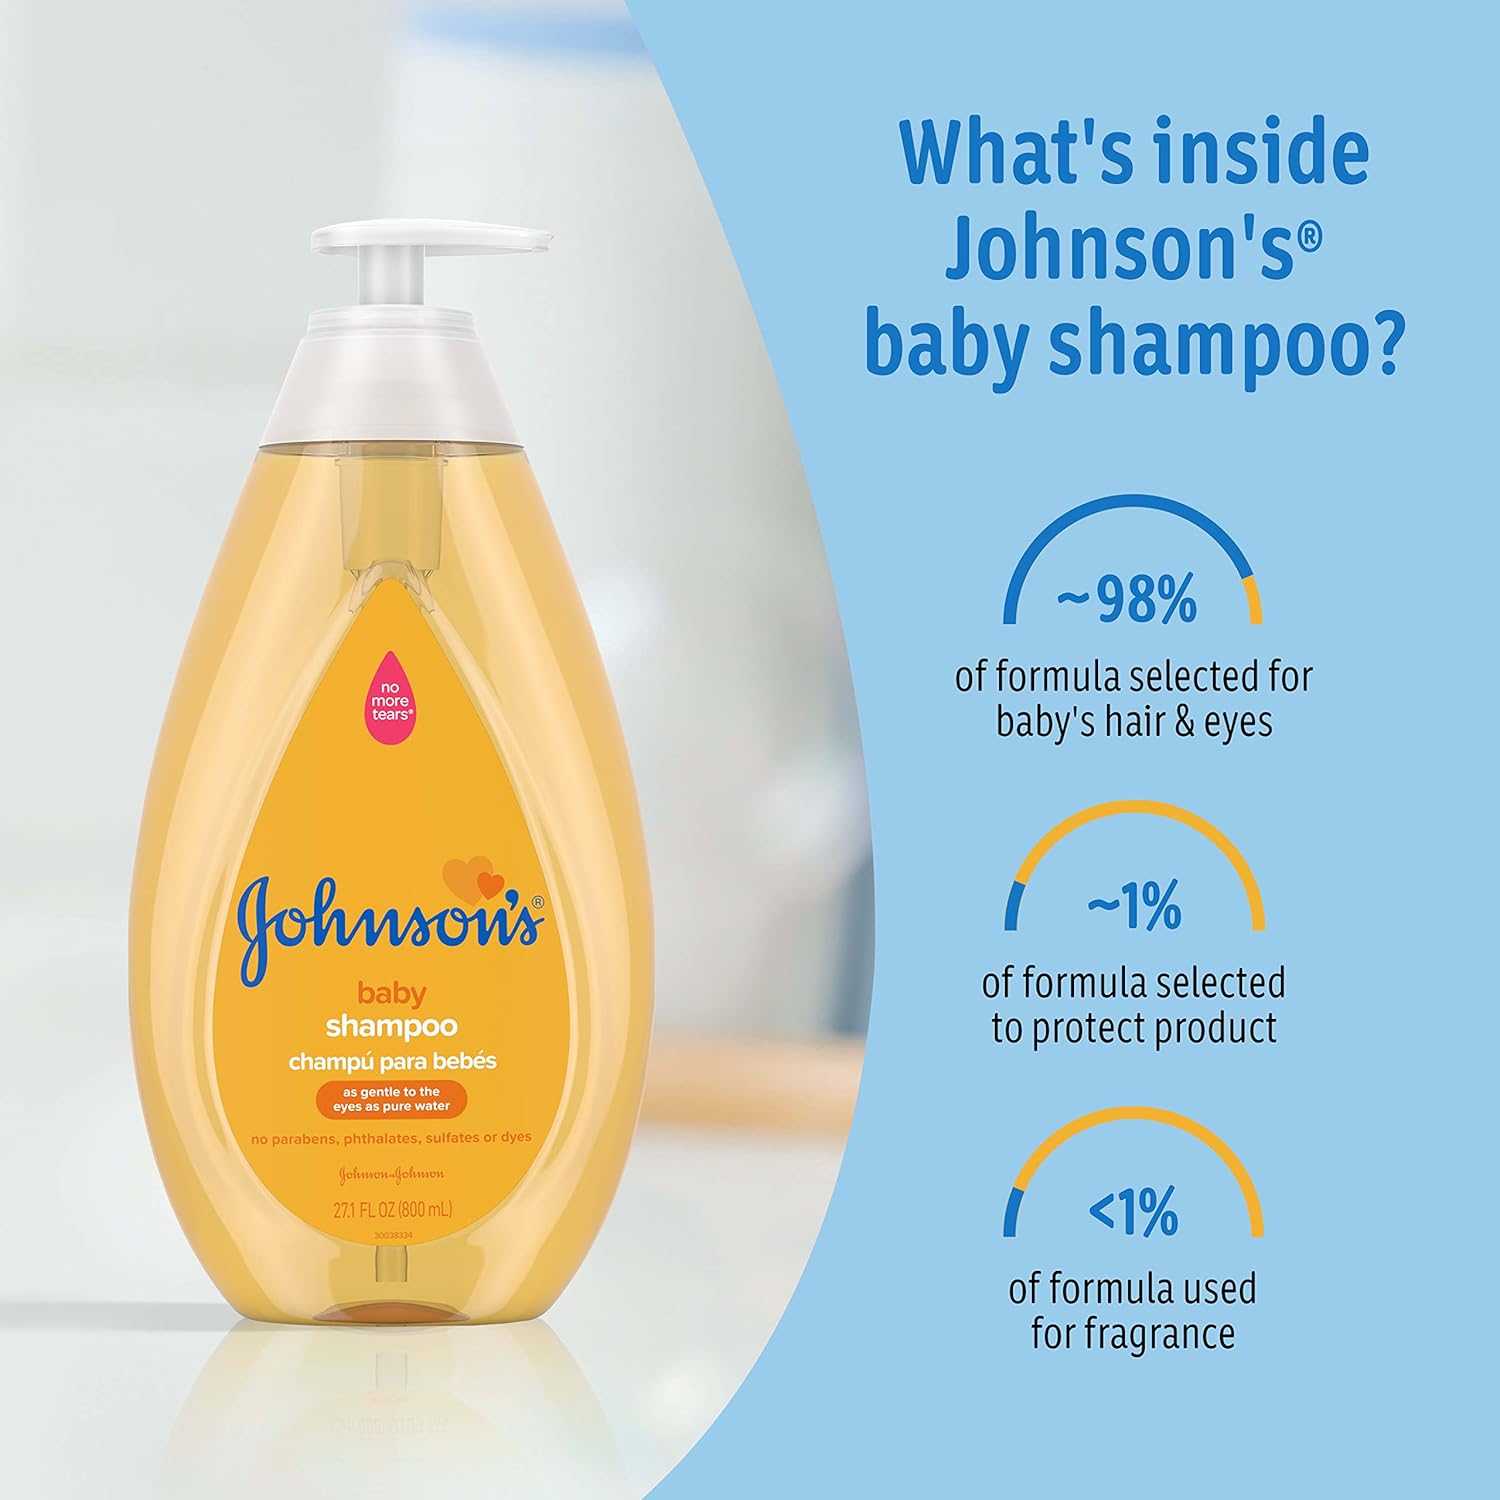 What's inside
Johnson's®
baby shampoo?
~98%
of formula selected for
baby's hair & eyes
~1%
of formula selected
to protect product
<1%
of formula used
for fragrance
no
more
tears®
Johnson's®
baby
shampoo
champú para bebés
as gentle to the
eyes as pure water
no parabens, phthalates, sulfates or dyes
Johnson&Johnson
27.1 FL OZ (800 mL)
30038334